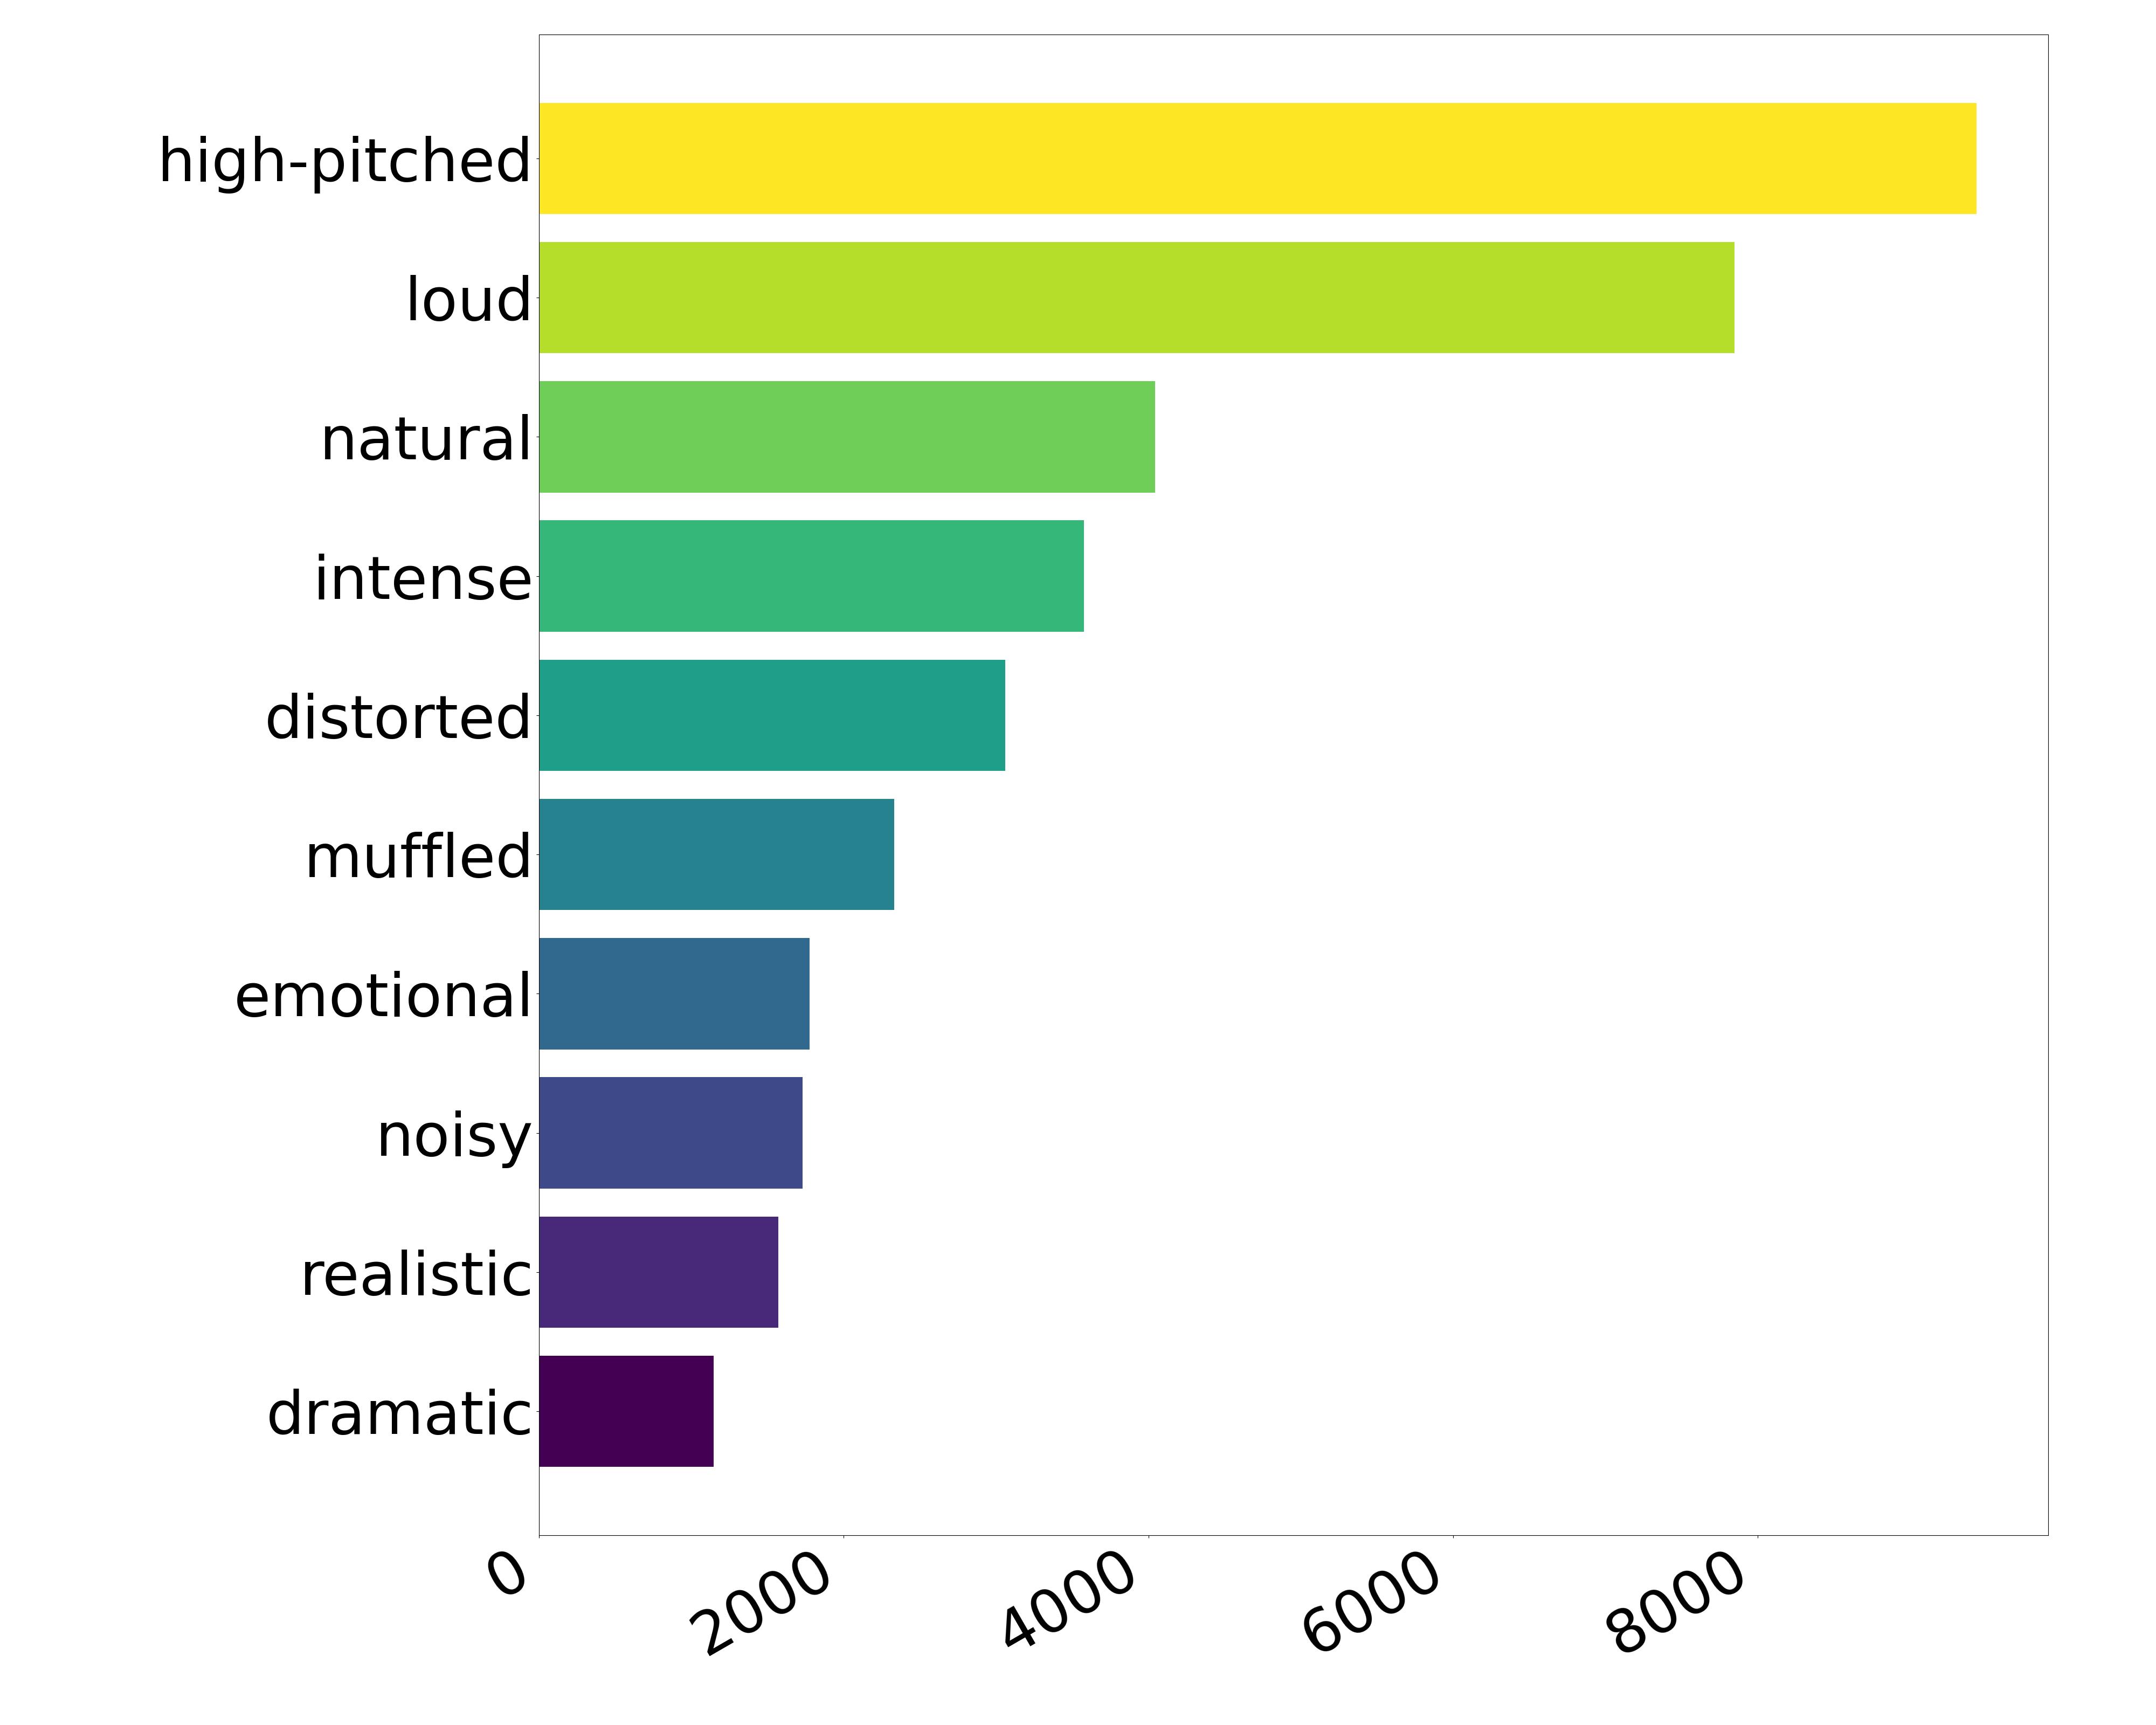 high-pitched
loud
natural
intense
distorted
muffled
emotional
noisy
realistic
dramatic
0
2000
4000
6000
8000